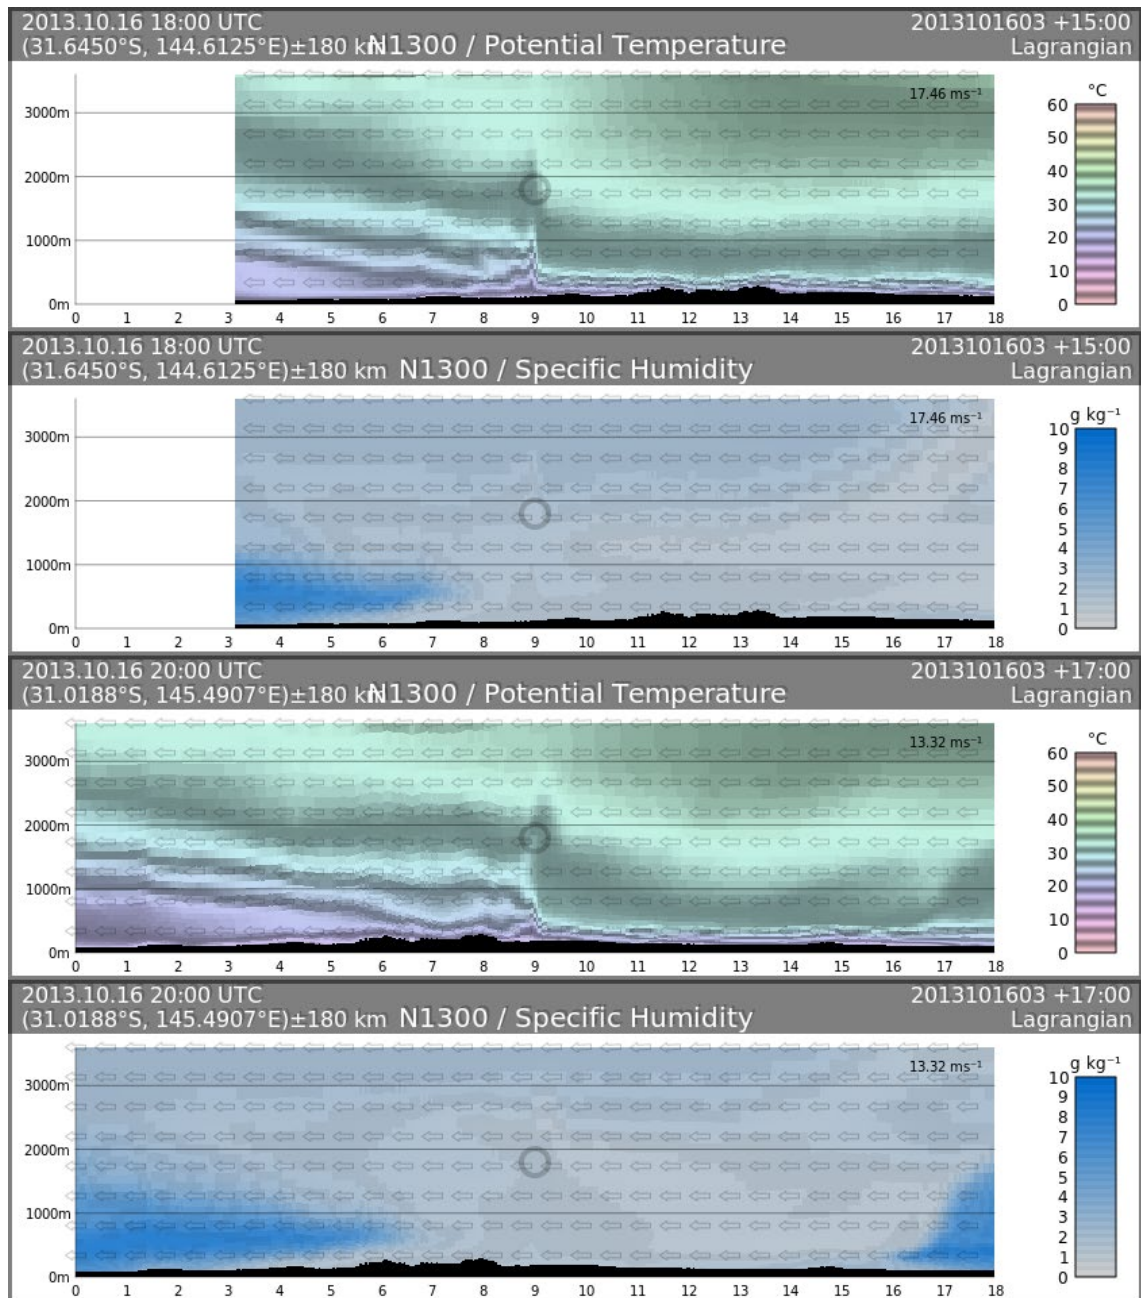 2013.10.16 18:00 UTC 2013101603 +15:00
(31.6450°S, 144.6125°E)±180 km N1300 / Potential Temperature Lagrangian
17.46 ms⁻¹ °C
60
50
40
30
20
10
0
3000m
2000m
1000m
0m
0 1 2 3 4 5 6 7 8 9 10 11 12 13 14 15 16 17 18
2013.10.16 18:00 UTC 2013101603 +15:00
(31.6450°S, 144.6125°E)±180 km N1300 / Specific Humidity Lagrangian
17.46 ms⁻¹ g kg⁻¹
10
9
8
7
6
5
4
3
2
1
0
3000m
2000m
1000m
0m
0 1 2 3 4 5 6 7 8 9 10 11 12 13 14 15 16 17 18
2013.10.16 20:00 UTC 2013101603 +17:00
(31.0188°S, 145.4907°E)±180 km N1300 / Potential Temperature Lagrangian
13.32 ms⁻¹ °C
60
50
40
30
20
10
0
3000m
2000m
1000m
0m
0 1 2 3 4 5 6 7 8 9 10 11 12 13 14 15 16 17 18
2013.10.16 20:00 UTC 2013101603 +17:00
(31.0188°S, 145.4907°E)±180 km N1300 / Specific Humidity Lagrangian
13.32 ms⁻¹ g kg⁻¹
10
9
8
7
6
5
4
3
2
1
0
3000m
2000m
1000m
0m
0 1 2 3 4 5 6 7 8 9 10 11 12 13 14 15 16 17 18